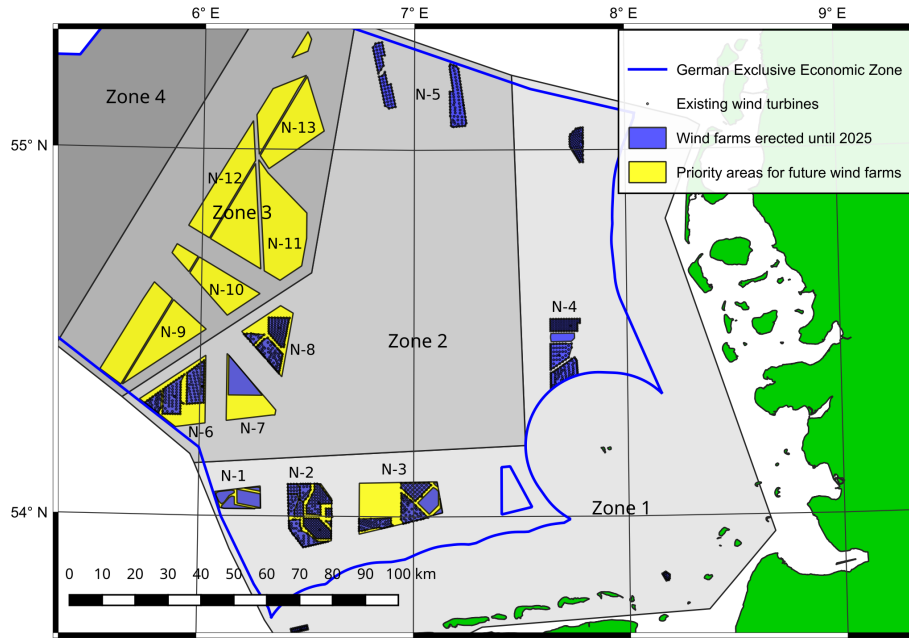 6° E
7° E
8° E
9° E
German Exclusive Economic Zone
Existing wind turbines
Wind farms erected until 2025
Priority areas for future wind farms
Zone 4
N-5
N-13
55° N
N-12
Zone 3
N-11
N-10
N-9
N-4
Zone 2
N-8
N-6
N-7
N-1
N-2
N-3
54° N
Zone 1
0 10 20 30 40 50 60 70 80 90 100 km